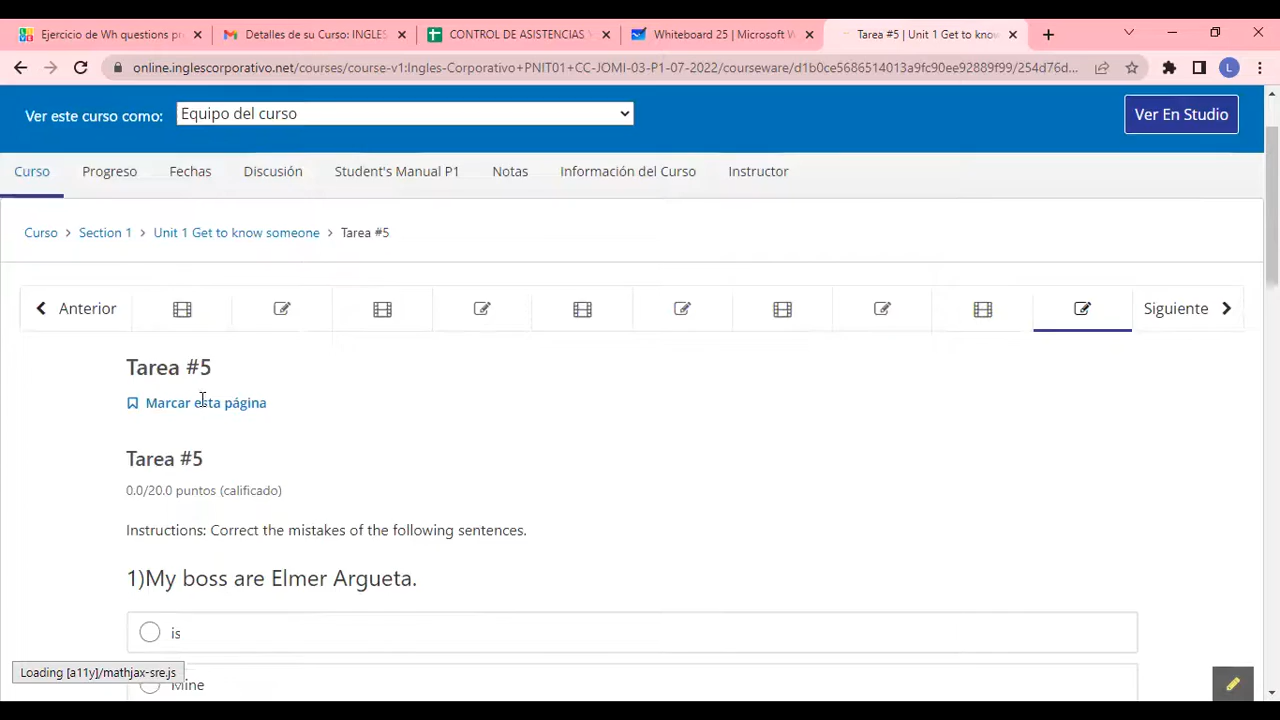 Ejercicio de Wh questions pr
Detalles de su Curso: INGLES
CONTROL DE ASISTENCIAS Y
Whiteboard 25 | Microsoft W
Tarea #5 | Unit 1 Get to know
online.inglescorporativo.net/courses/course-v1:Ingles-Corporativo+PNIT01+CC-JOMI-03-P1-07-2022/courseware/d1b0ce5686514013a9fc90ee92889f99/254d76d...
L
Ver este curso como:
Equipo del curso
Ver En Studio
Curso
Progreso
Fechas
Discusión
Student's Manual P1
Notas
Información del Curso
Instructor
Curso > Section 1 > Unit 1 Get to know someone > Tarea #5
Anterior
Siguiente
Tarea #5
Marcar esta página
Tarea #5
0.0/20.0 puntos (calificado)
Instructions: Correct the mistakes of the following sentences.
1)My boss are Elmer Argueta.
is
Mine
Loading [a11y]/mathjax-sre.js